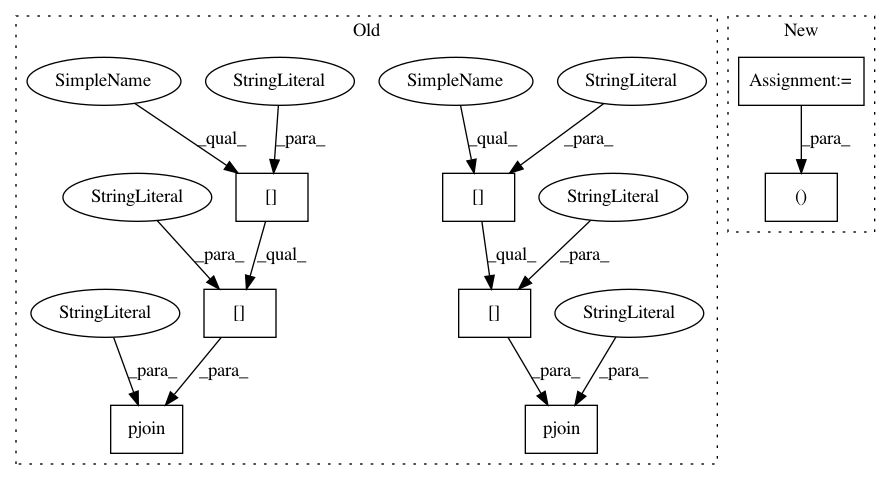 Old
New
SimpleName
StringLiteral
SimpleName
StringLiteral
Assignment:=
_qual_
_para_
_qual_
_para_
_para_
StringLiteral
[]
[]
StringLiteral
()
_para_
_qual_
_qual_
_para_
StringLiteral
[]
[]
StringLiteral
_para_
_para_
_para_
_para_
pjoin
pjoin